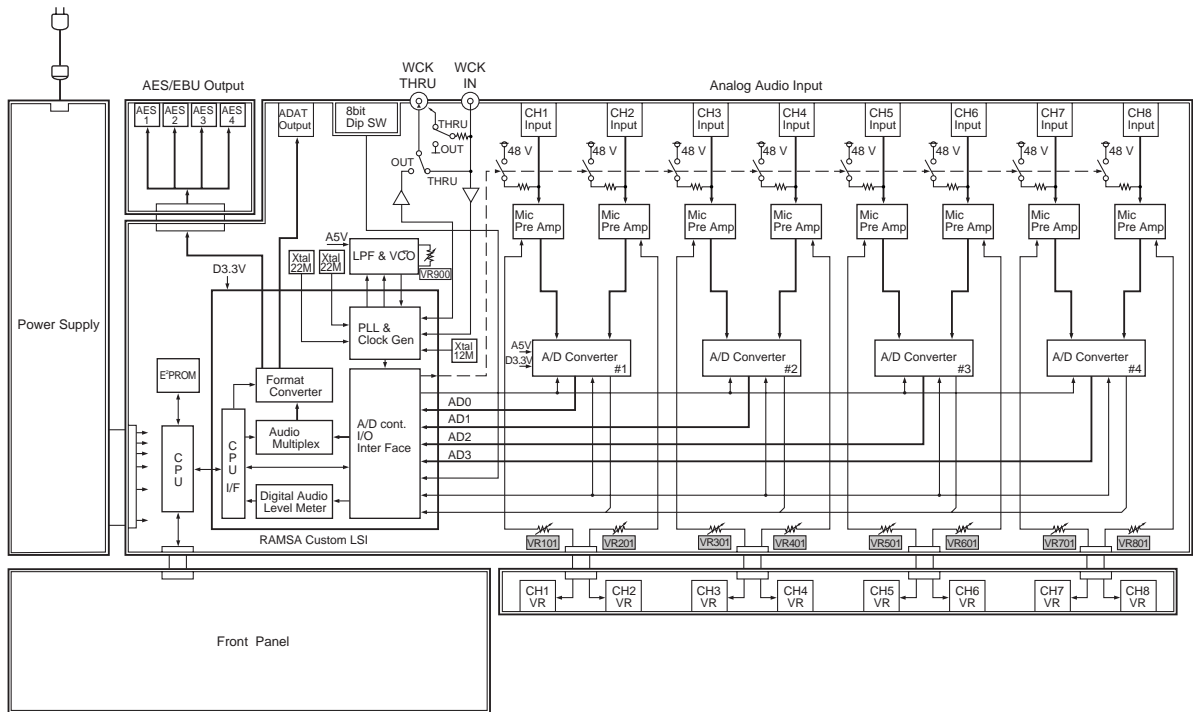 WCK
THRU
WCK
IN
AES/EBU Output
Analog Audio Input
AES
1
AES
2
AES
3
AES
4
ADAT
Output
8bit
Dip SW
CH1
Input
CH2
Input
CH3
Input
CH4
Input
CH5
Input
CH6
Input
CH7
Input
CH8
Input
THRU
OUT
OUT
THRU
48 V
48 V
48 V
48 V
48 V
48 V
48 V
48 V
Mic
Pre Amp
Mic
Pre Amp
Mic
Pre Amp
Mic
Pre Amp
Mic
Pre Amp
Mic
Pre Amp
Mic
Pre Amp
Mic
Pre Amp
A5V
Xtal
22M
Xtal
22M
LPF & VCO
VR900
D3.3V
Power Supply
PLL &
Clock Gen
Xtal
12M
A5V
D3.3V
A/D Converter
#1
A/D Converter
#2
A/D Converter
#3
A/D Converter
#4
E²PROM
Format
Converter
AD0
AD1
AD2
AD3
A/D cont.
I/O
Inter Face
Audio
Multiplex
CPU
CPU
I/F
Digital Audio
Level Meter
RAMSA Custom LSI
VR101
VR201
VR301
VR401
VR501
VR601
VR701
VR801
CH1
VR
CH2
VR
CH3
VR
CH4
VR
CH5
VR
CH6
VR
CH7
VR
CH8
VR
Front Panel